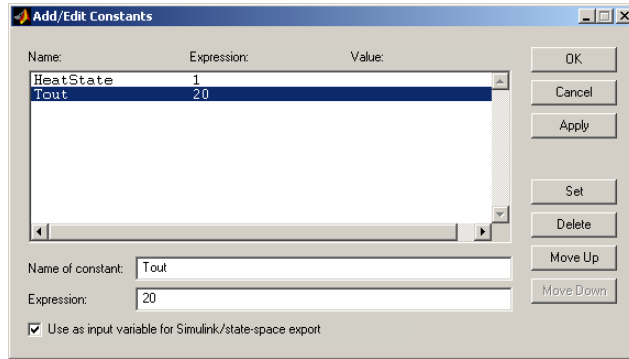 Add/Edit Constants
Name: Expression: Value:
HeatState 1
Tout 20
OK
Cancel
Apply
Set
Delete
Move Up
Move Down
Name of constant: Tout
Expression: 20
Use as input variable for Simulink/state-space export